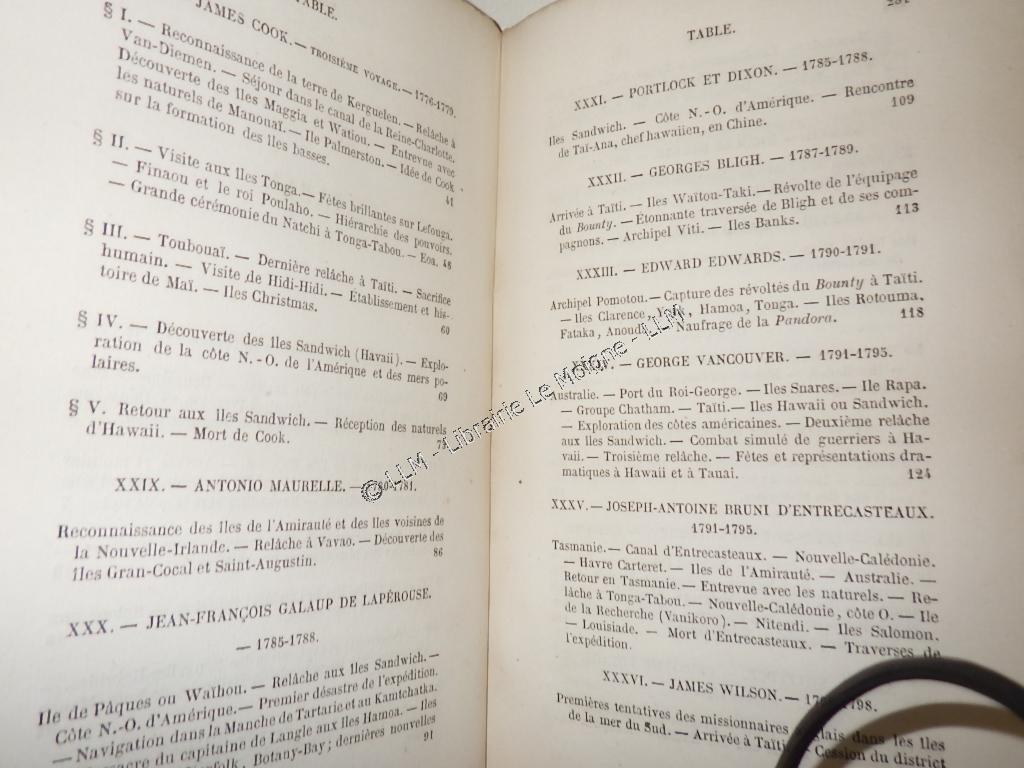 TABLE.
JAMES COOK. — TROISIÈME VOYAGE. — 1776-1779.
§ I. — Reconnaissance de la terre de Kerguelen. — Relâche à
Van-Diemen. — Séjour dans le canal de la Reine-Charlotte.
Découverte des îles Maggia et Watiou. — Entrevue avec
les naturels de Manouaï. — Ile Palmerston. — Idée de Cook
sur la formation des îles basses. 41
§ II. — Visite aux îles Tonga. — Fêtes brillantes sur Lefouga.
— Finaou et le roi Poulaho. — Hiérarchie des pouvoirs.
— Grande cérémonie du Natchi à Tonga-Tabou. — Eoa. 48
§ III. — Toubouaï. — Dernière relâche à Taïti. — Sacrifice
humain. — Visite de Hidi-Hidi. — Établissement et his-
toire de Maï. — Iles Christmas. 60
§ IV. — Découverte des îles Sandwich (Havaii). — Explo-
ration de la côte N.-O. de l'Amérique et des mers po-
laires. 69
§ V. Retour aux îles Sandwich. — Réception des naturels
d'Hawaii. — Mort de Cook.
XXIX. — ANTONIO MAURELLE. — 1780-1781.
Reconnaissance des îles de l'Amirauté et des îles voisines de
la Nouvelle-Irlande. — Relâche à Vavao. — Découverte des
îles Gran-Cocal et Saint-Augustin. 86
XXX. — JEAN-FRANÇOIS GALAUP DE LAPÉROUSE.
— 1785-1788.
Ile de Pâques ou Waïhou. — Relâche aux îles Sandwich. —
Côte N.-O. d'Amérique. — Premier désastre de l'expédition.
— Navigation dans la Manche de Tartarie et au Kamtchatka.
du capitaine de Langle aux îles Hamoa. — Iles
Botany-Bay; dernières nouvelles
91
TABLE.
XXXI. — PORTLOCK ET DIXON. — 1785-1788.
Iles Sandwich. — Côte N.-O. d'Amérique. — Rencontre
de Taï-Ana, chef hawaiien, en Chine. 109
XXXII. — GEORGES BLIGH. — 1787-1789.
Arrivée à Taïti. — Iles Waïtou-Taki. — Révolte de l'équipage
du Bounty. — Étonnante traversée de Bligh et de ses com-
pagnons. — Archipel Viti. — Iles Banks. 113
XXXIII. — EDWARD EDWARDS. — 1790-1791.
Archipel Pomotou. — Capture des révoltés du Bounty à Taïti.
— Iles Clarence, York, Hamoa, Tonga. — Iles Rotouma,
Fataka, Anouda. — Naufrage de la Pandora. 118
XXXIV. — GEORGE VANCOUVER. — 1791-1795.
Australie. — Port du Roi-George. — Iles Snares. — Ile Rapa.
— Groupe Chatham. — Taïti. — Iles Hawaii ou Sandwich.
— Exploration des côtes américaines. — Deuxième relâche
aux îles Sandwich. — Combat simulé de guerriers à Ha-
vaii. — Troisième relâche. — Fêtes et représentations dra-
matiques à Hawaii et à Tanai. 124
XXXV. — JOSEPH-ANTOINE BRUNI D'ENTRECASTEAUX.
1791-1795.
Tasmanie. — Canal d'Entrecasteaux. — Nouvelle-Calédonie.
— Havre Carteret. — Iles de l'Amirauté. — Australie. —
Retour en Tasmanie. — Entrevue avec les naturels. — Re-
lâche à Tonga-Tabou. — Nouvelle-Calédonie, côte O. — Ile
de la Recherche (Vanikoro). — Nitendi. — Iles Salomon.
— Louisiade. — Mort d'Entrecasteaux. — Traverses de
l'expédition.
XXXVI. — JAMES WILSON. —
Premières tentatives des missionnaires dans les îles
de la mer du Sud. — Arrivée à Taïti. — Cession du district
© LLM - Librairie Le Moigne - LLM